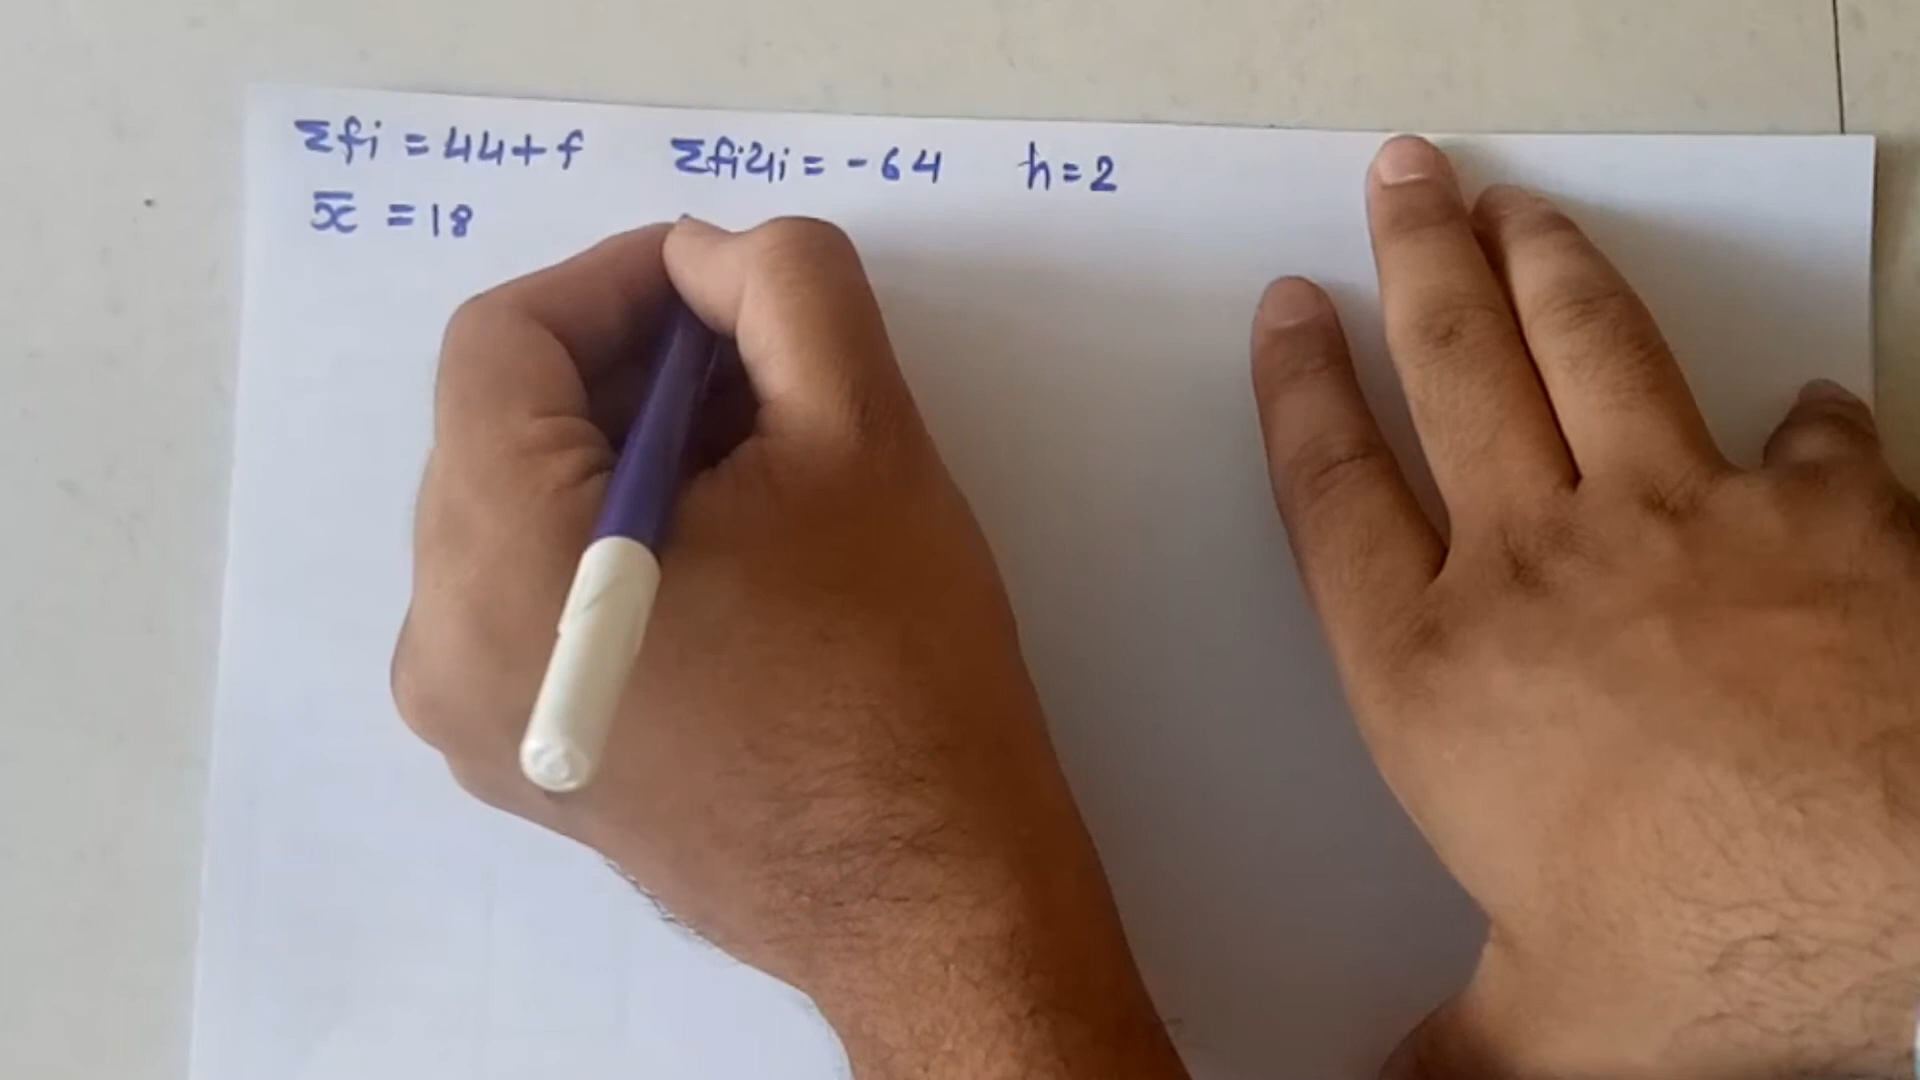 Σfi = 44+f Σfiui = -64 h=2
x̄ = 18